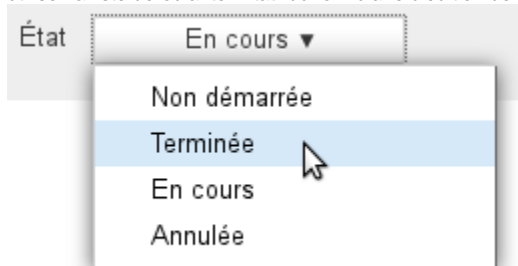 État En cours ▼
Non démarrée
Terminée
En cours
Annulée